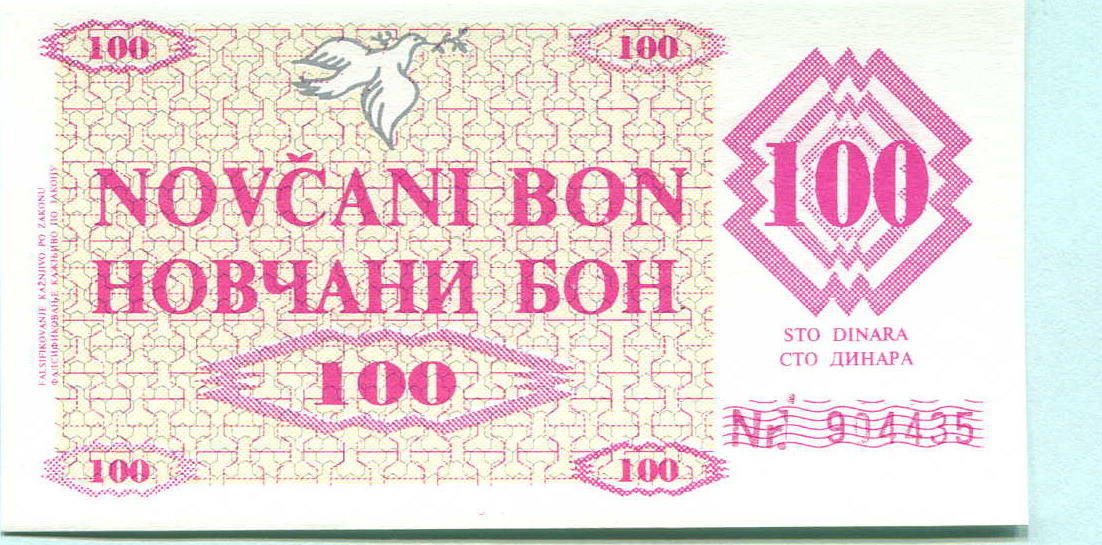 100
100
NOVČANI BON
НОВЧАНИ БОН
100
100
STO DINARA
СТО ДИНАРА
Nr 904435
100
100
FALSIFIKOVANJE KAŽNJIVO PO ZAKONU
ФАЛСИФИКОВАЊЕ КАЖЊИВО ПО ЗАКОНУ